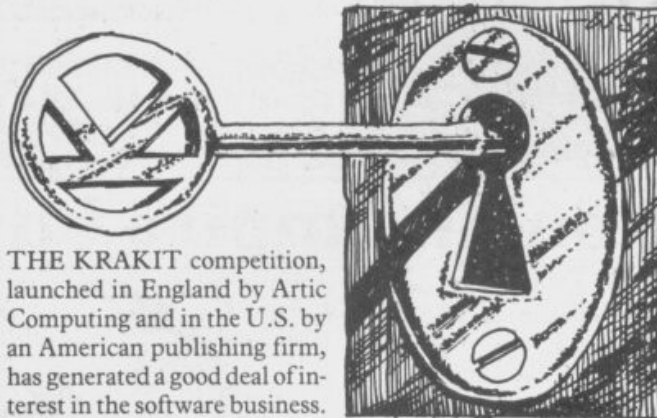 THE KRAKIT competition,
launched in England by Artic
Computing and in the U.S. by
an American publishing firm,
has generated a good deal of in-
terest in the software business.